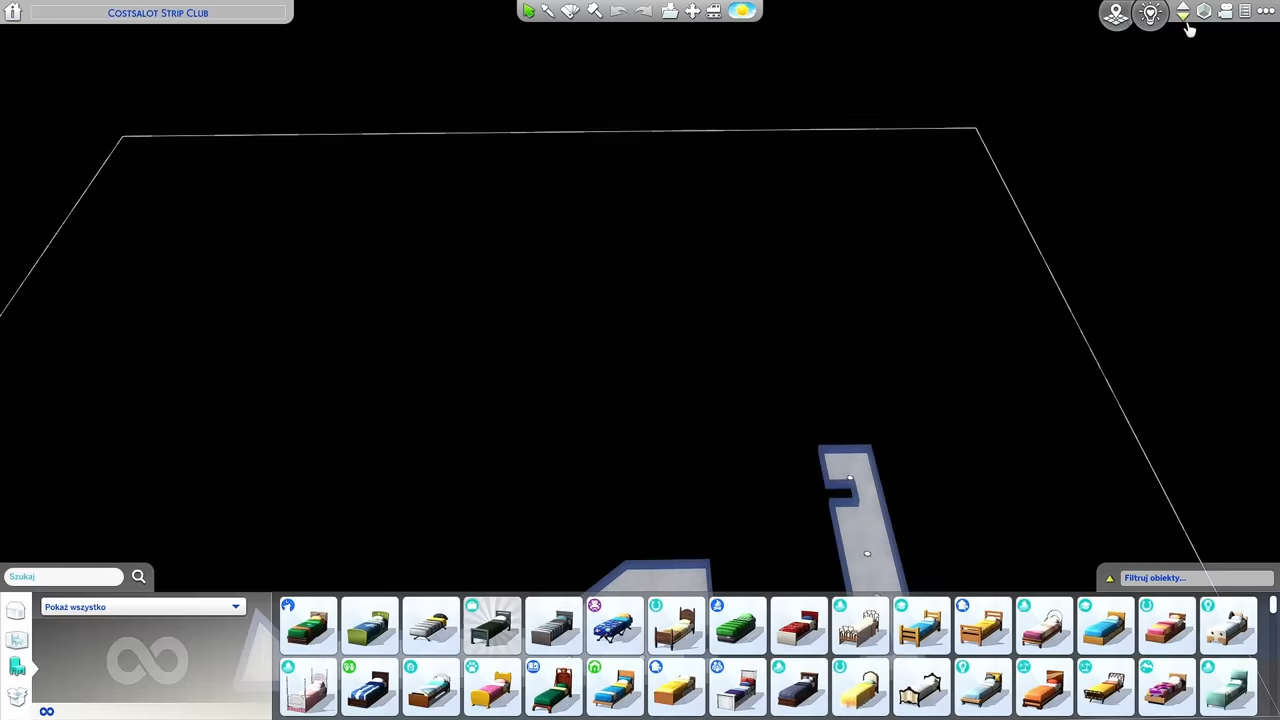 Costsalot Strip Club
Szukaj
Filtruj obiekty...
Pokaż wszystko